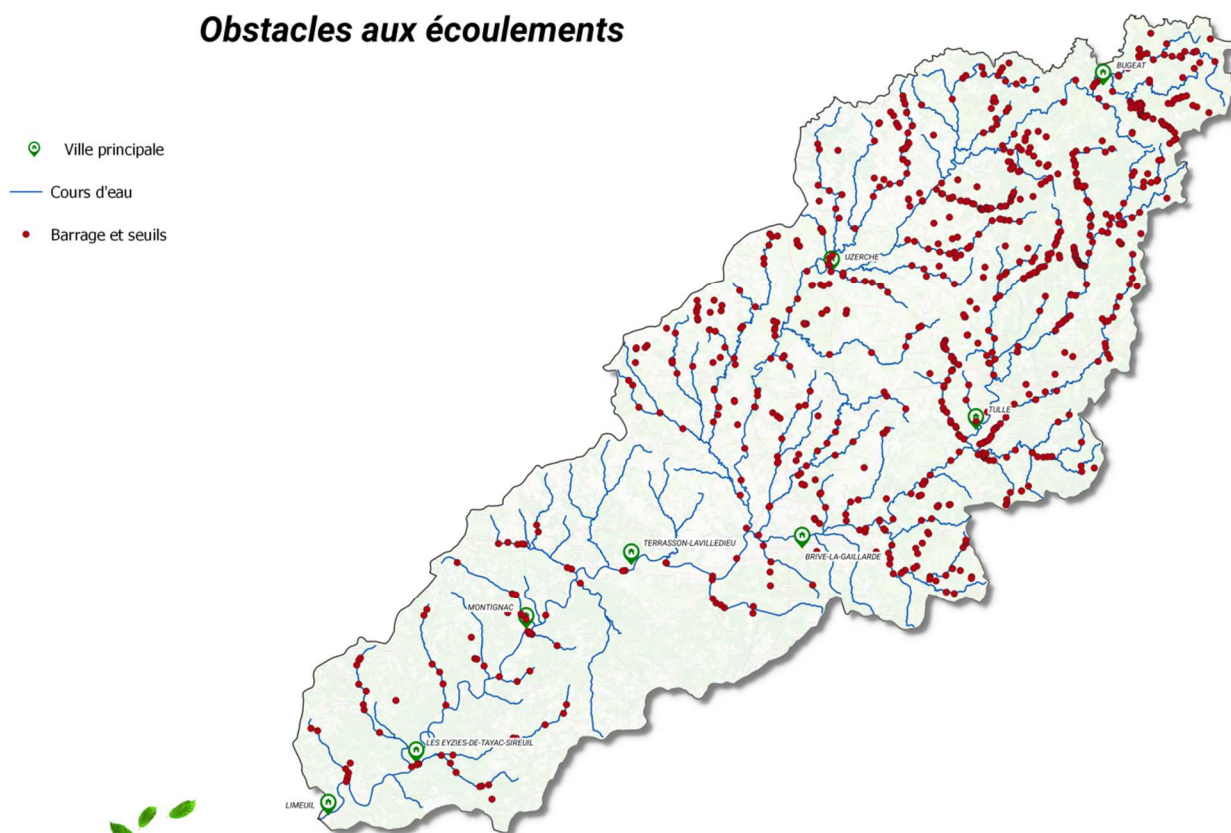 Obstacles aux écoulements
Ville principale
Cours d'eau
Barrage et seuils
BUGEAT
UZERCHE
TULLE
TERRASSON-LAVILLEDIEU
BRIVE-LA-GAILLARDE
MONTIGNAC
LES EYZIES-DE-TAYAC-SIREUIL
LIMEUIL